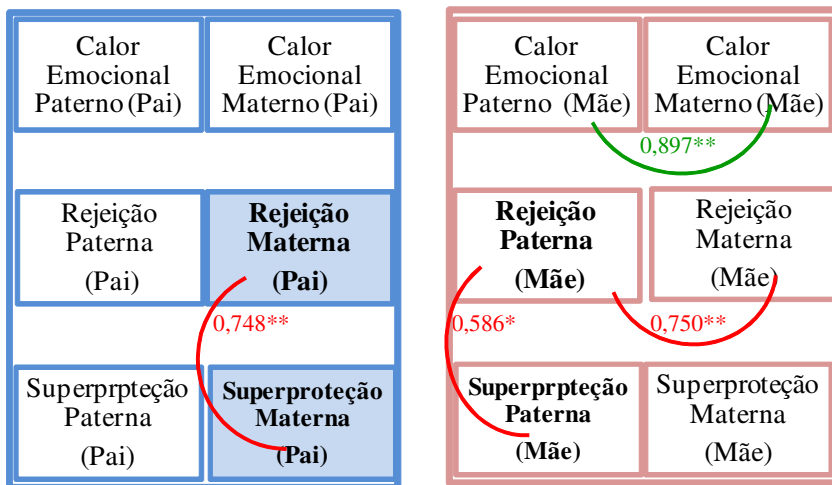 Calor
Emocional
Paterno (Pai)
Calor
Emocional
Materno (Pai)
Rejeição
Paterna
(Pai)
Rejeição
Materna
(Pai)
0,748**
Superprpteção
Paterna
(Pai)
Superproteção
Materna
(Pai)
Calor
Emocional
Paterno (Mãe)
Calor
Emocional
Materno (Mãe)
0,897**
Rejeição
Paterna
(Mãe)
Rejeição
Materna
(Mãe)
0,586*
0,750**
Superprpteção
Paterna
(Mãe)
Superproteção
Materna
(Mãe)